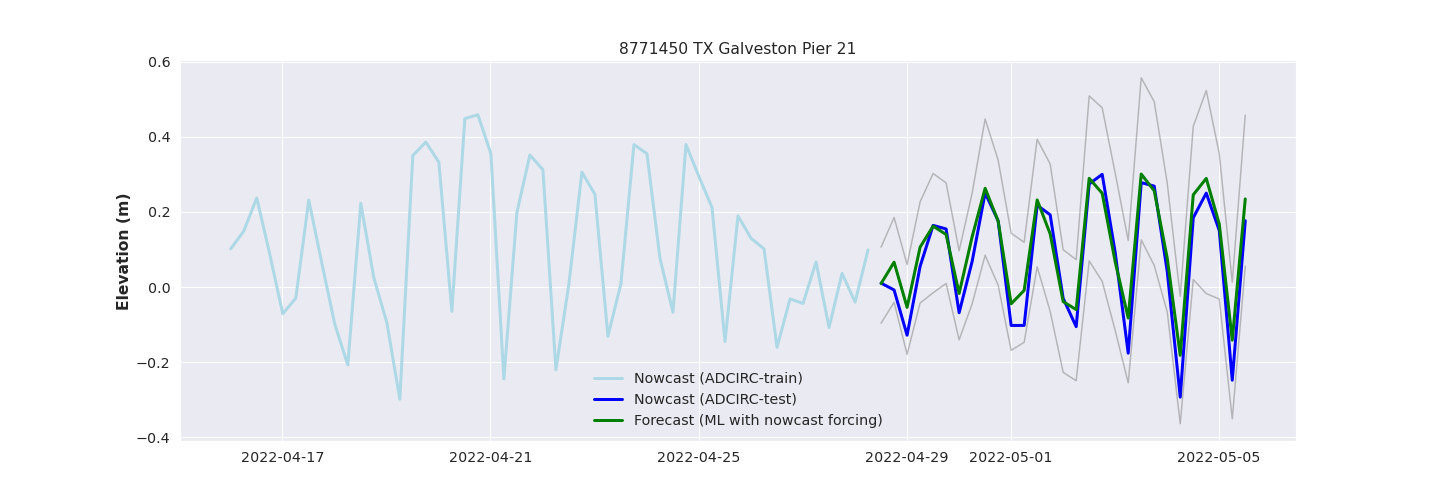 8771450 TX Galveston Pier 21
Elevation (m)
0.6
0.4
0.2
0.0
−0.2
−0.4
Nowcast (ADCIRC-train)
Nowcast (ADCIRC-test)
Forecast (ML with nowcast forcing)
2022-04-17 2022-04-21 2022-04-25 2022-04-29 2022-05-01 2022-05-05